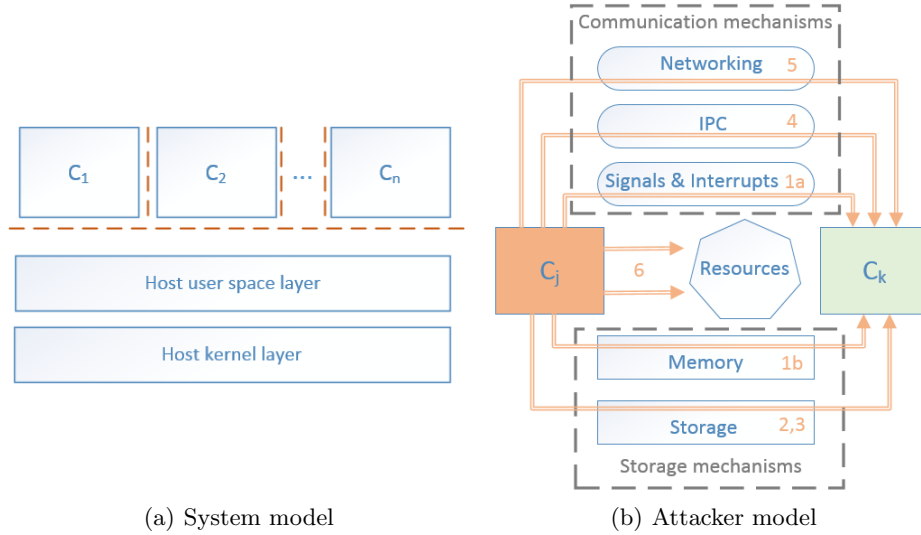 C1
C2
...
Cn
Host user space layer
Host kernel layer
(a) System model
Communication mechanisms
Networking 5
IPC 4
Signals & Interrupts 1a
Cj
6
Resources
Ck
Memory 1b
Storage 2,3
Storage mechanisms
(b) Attacker model